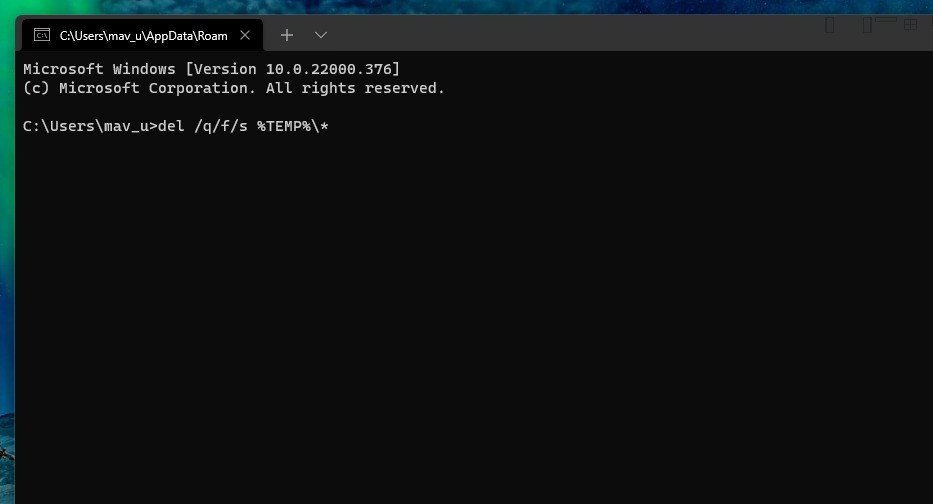 C:\Users\mav_u\AppData\Roam
Microsoft Windows [Version 10.0.22000.376]
(c) Microsoft Corporation. All rights reserved.
C:\Users\mav_u>del /q/f/s %TEMP%\*